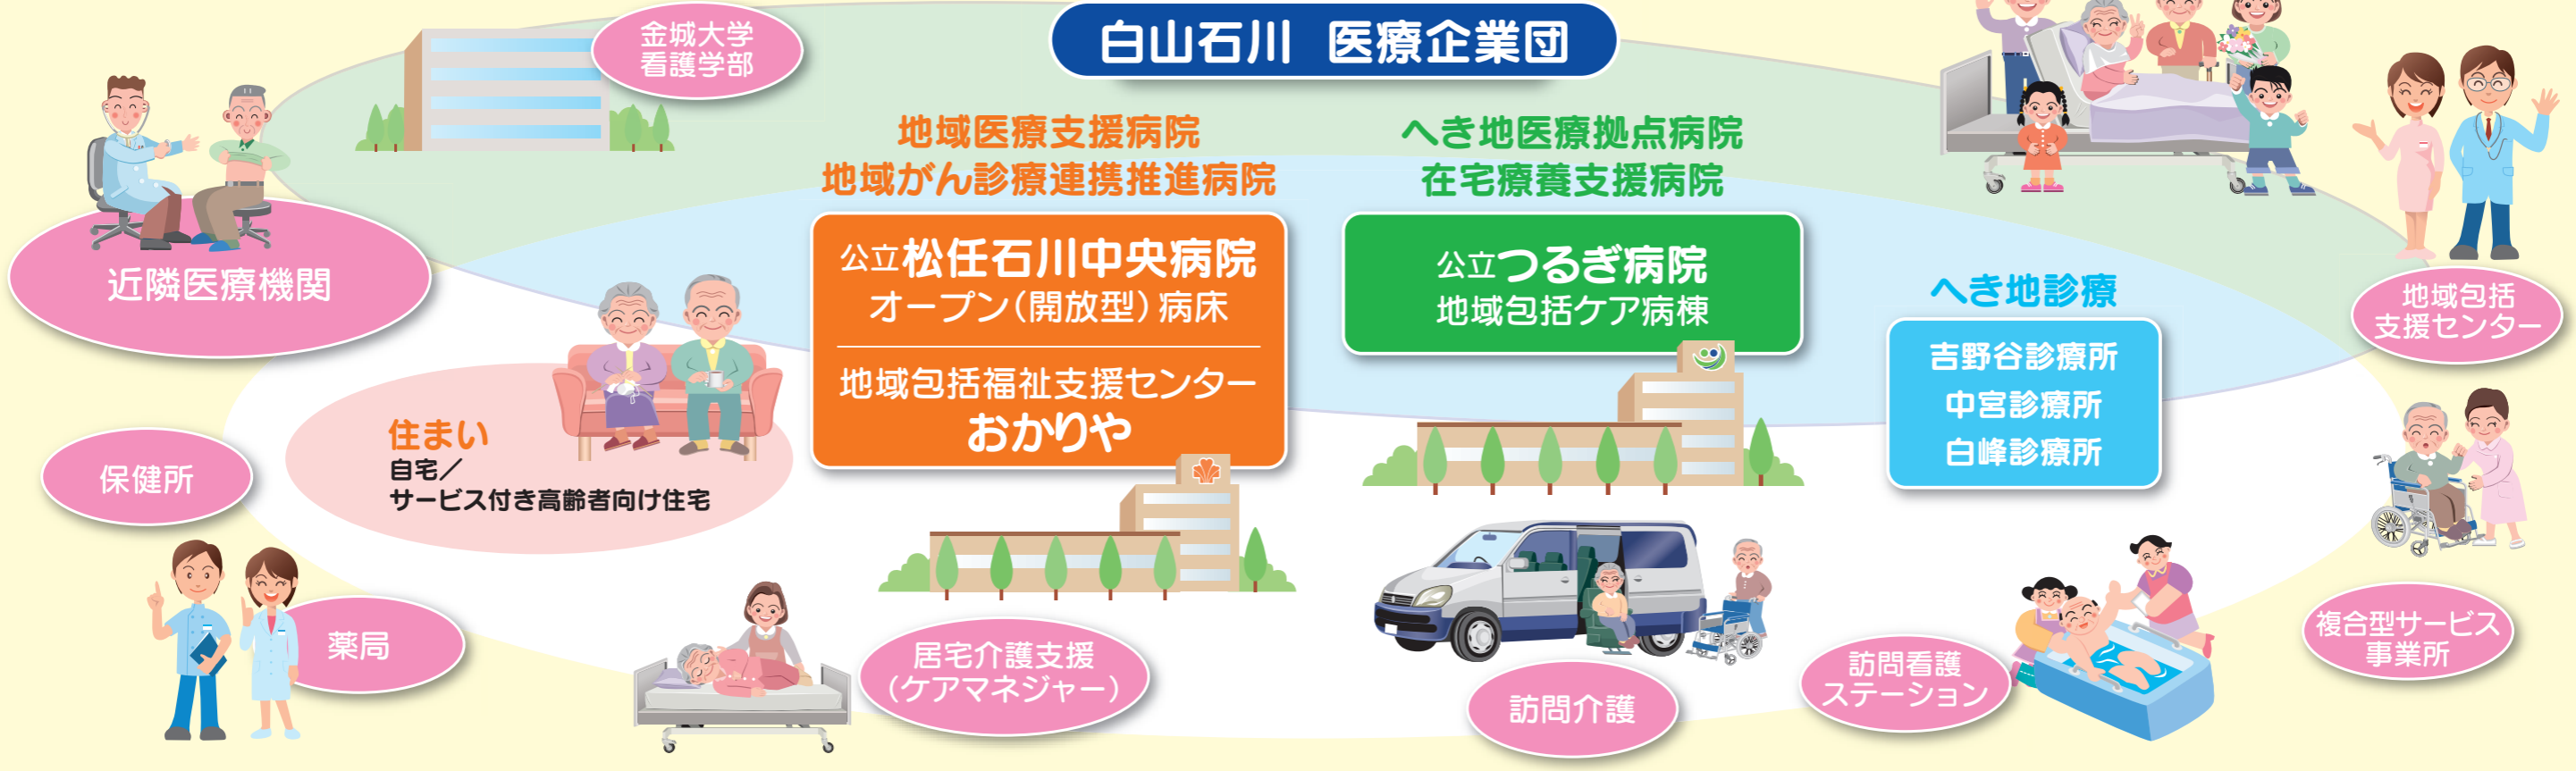 金城大学
看護学部
白山石川 医療企業団
地域医療支援病院
地域がん診療連携推進病院
へき地医療拠点病院
在宅療養支援病院
近隣医療機関
公立松任石川中央病院
オープン(開放型)病床
地域包括福祉支援センター
おかりや
公立つるぎ病院
地域包括ケア病棟
へき地診療
吉野谷診療所
中宮診療所
白峰診療所
地域包括
支援センター
住まい
自宅/
サービス付き高齢者向け住宅
保健所
薬局
居宅介護支援
(ケアマネジャー)
訪問介護
訪問看護
ステーション
複合型サービス
事業所